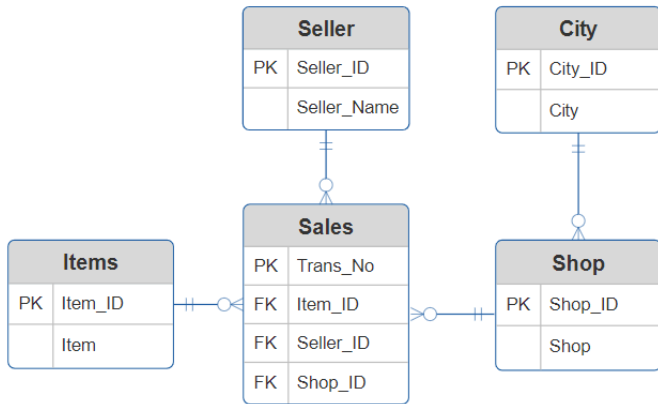 Seller
PK Seller_ID
Seller_Name
City
PK City_ID
City
Items
PK Item_ID
Item
Sales
PK Trans_No
FK Item_ID
FK Seller_ID
FK Shop_ID
Shop
PK Shop_ID
Shop